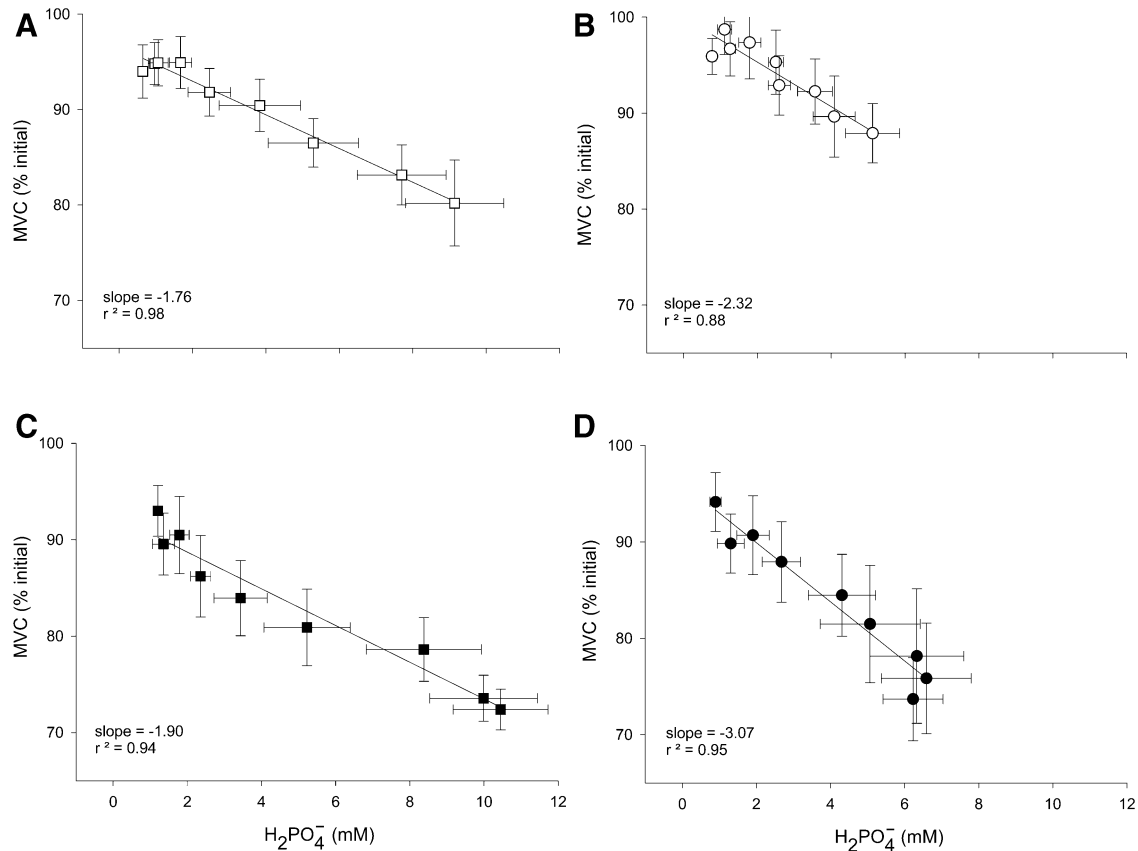 A
100
90
80
70
MVC (% initial)
slope = -1.76
r ² = 0.98
B
100
90
80
70
MVC (% initial)
slope = -2.32
r ² = 0.88
C
100
90
80
70
MVC (% initial)
slope = -1.90
r ² = 0.94
0 2 4 6 8 10 12
H₂PO₄⁻ (mM)
D
100
90
80
70
MVC (% initial)
slope = -3.07
r ² = 0.95
0 2 4 6 8 10 12
H₂PO₄⁻ (mM)